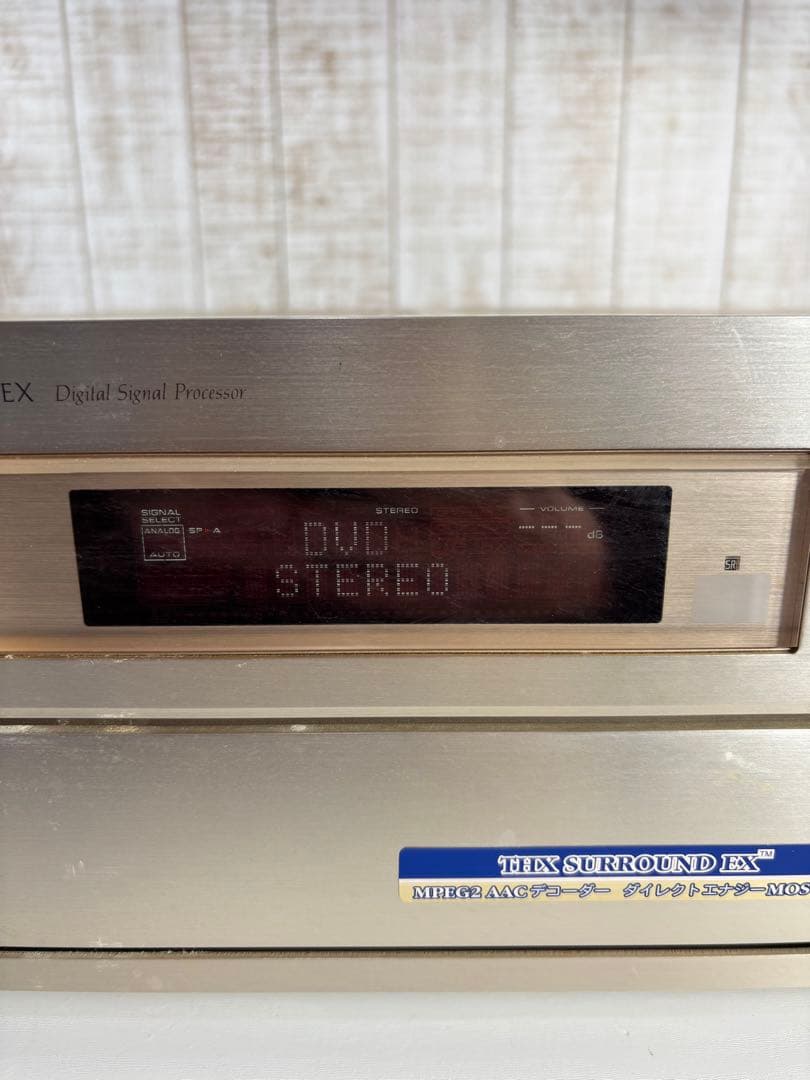 EX Digital Signal Processor
SIGNAL SELECT
ANALOG
AUTO
SP►A
STEREO
VOLUME
--- --- --- dB
DVD
STEREO
SR
THX SURROUND EX™
MPEG2 AACデコーダー ダイレクトエナジーMOS